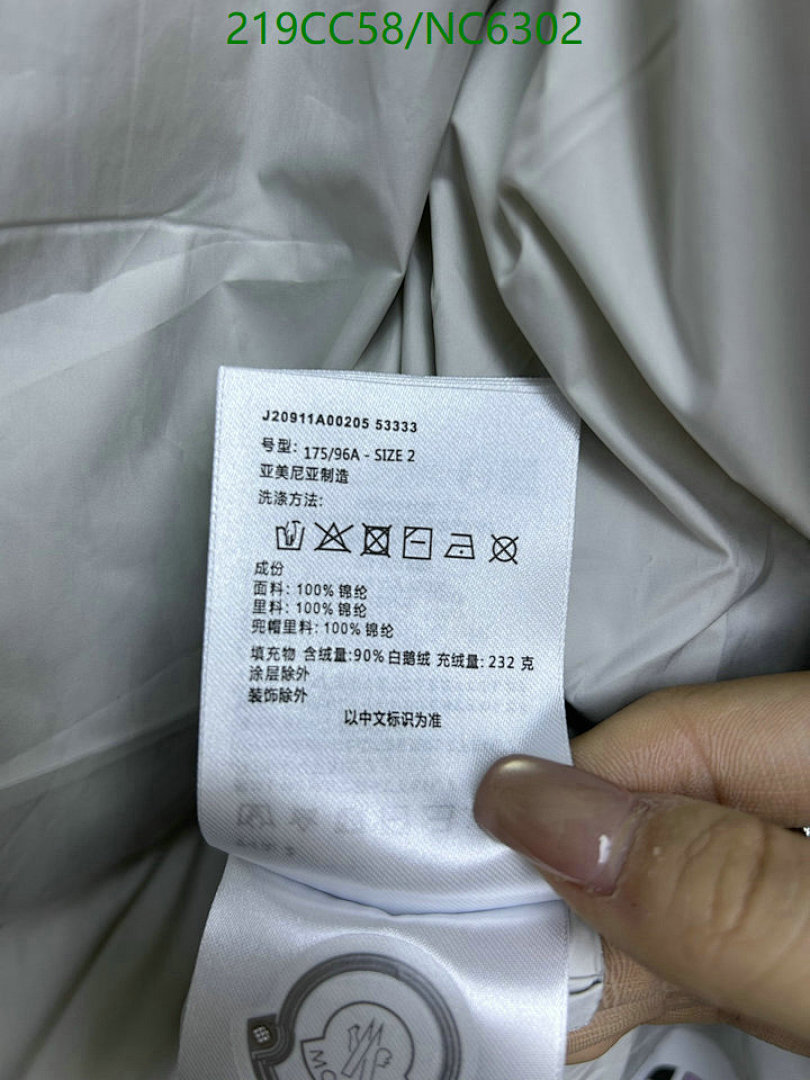 219CC58/NC6302
J20911A00205 53333
号型: 175/96A - SIZE 2
亚美尼亚制造
洗涤方法:
成份
面料: 100% 锦纶
里料: 100% 锦纶
兜帽里料: 100% 锦纶
填充物 含绒量:90% 白鹅绒 充绒量: 232 克
涂层除外
装饰除外
以中文标识为准